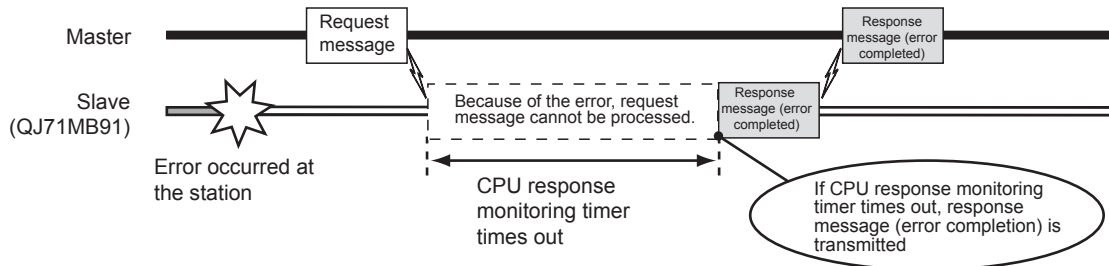 Master
Request
message
Response
message (error
completed)
Slave
(QJ71MB91)
Because of the error, request
message cannot be processed.
Response
message (error
completed)
Error occurred at
the station
CPU response
monitoring timer
times out
If CPU response monitoring
timer times out, response
message (error completion) is
transmitted